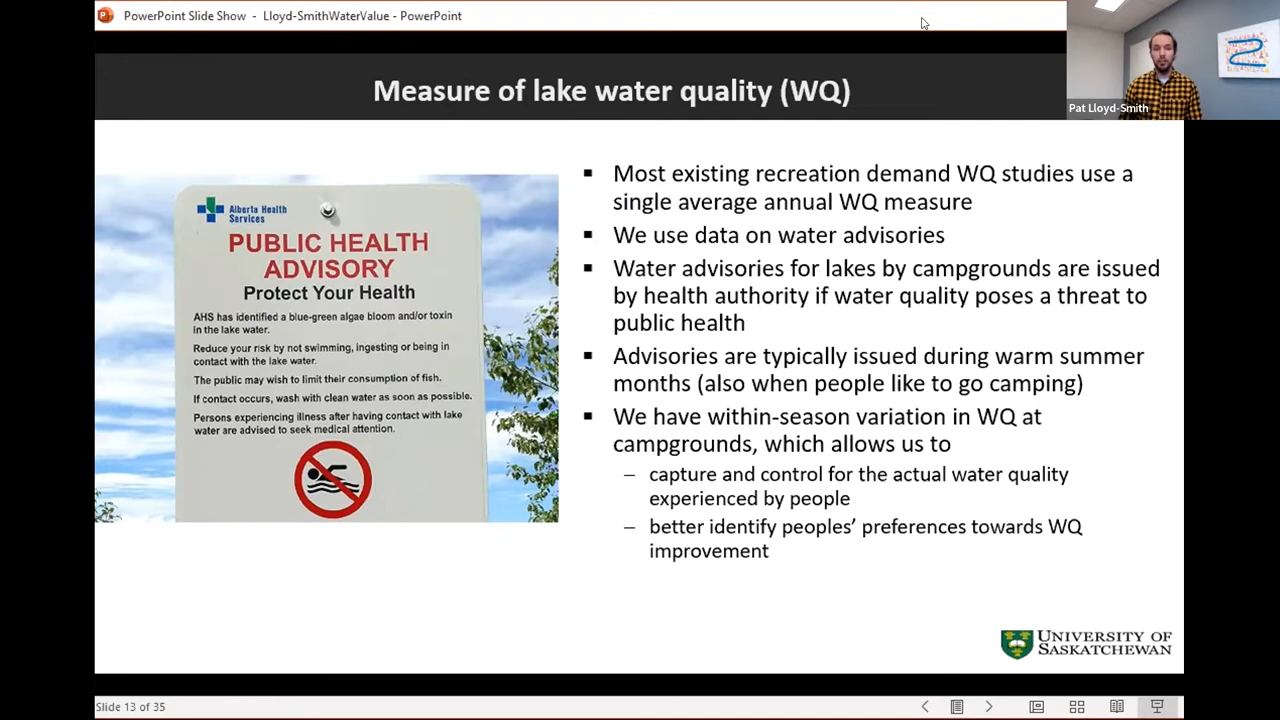 PowerPoint Slide Show - Lloyd-SmithWaterValue - PowerPoint
Pat Lloyd-Smith
Measure of lake water quality (WQ)
Alberta Health
Services
PUBLIC HEALTH
ADVISORY
Protect Your Health
AHS has identified a blue-green algae bloom and/or toxin
in the lake water.
Reduce your risk by not swimming, ingesting or being in
contact with the lake water.
The public may wish to limit their consumption of fish.
If contact occurs, wash with clean water as soon as possible.
Persons experiencing illness after having contact with lake
water are advised to seek medical attention.
▪ Most existing recreation demand WQ studies use a
single average annual WQ measure
▪ We use data on water advisories
▪ Water advisories for lakes by campgrounds are issued
by health authority if water quality poses a threat to
public health
▪ Advisories are typically issued during warm summer
months (also when people like to go camping)
▪ We have within-season variation in WQ at
campgrounds, which allows us to
– capture and control for the actual water quality
experienced by people
– better identify peoples’ preferences towards WQ
improvement
UNIVERSITY OF
SASKATCHEWAN
Slide 13 of 35